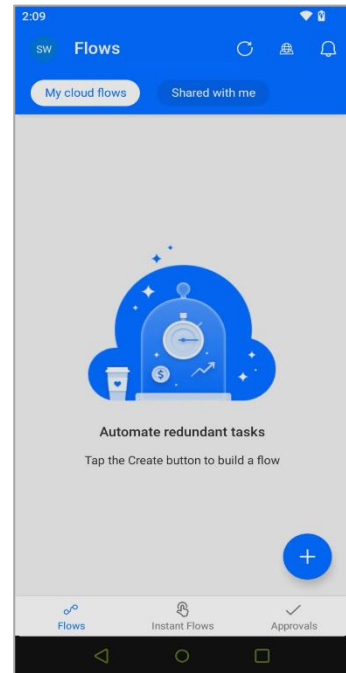 2:09
SW Flows
My cloud flows Shared with me
$
Automate redundant tasks
Tap the Create button to build a flow
+
Flows Instant Flows Approvals